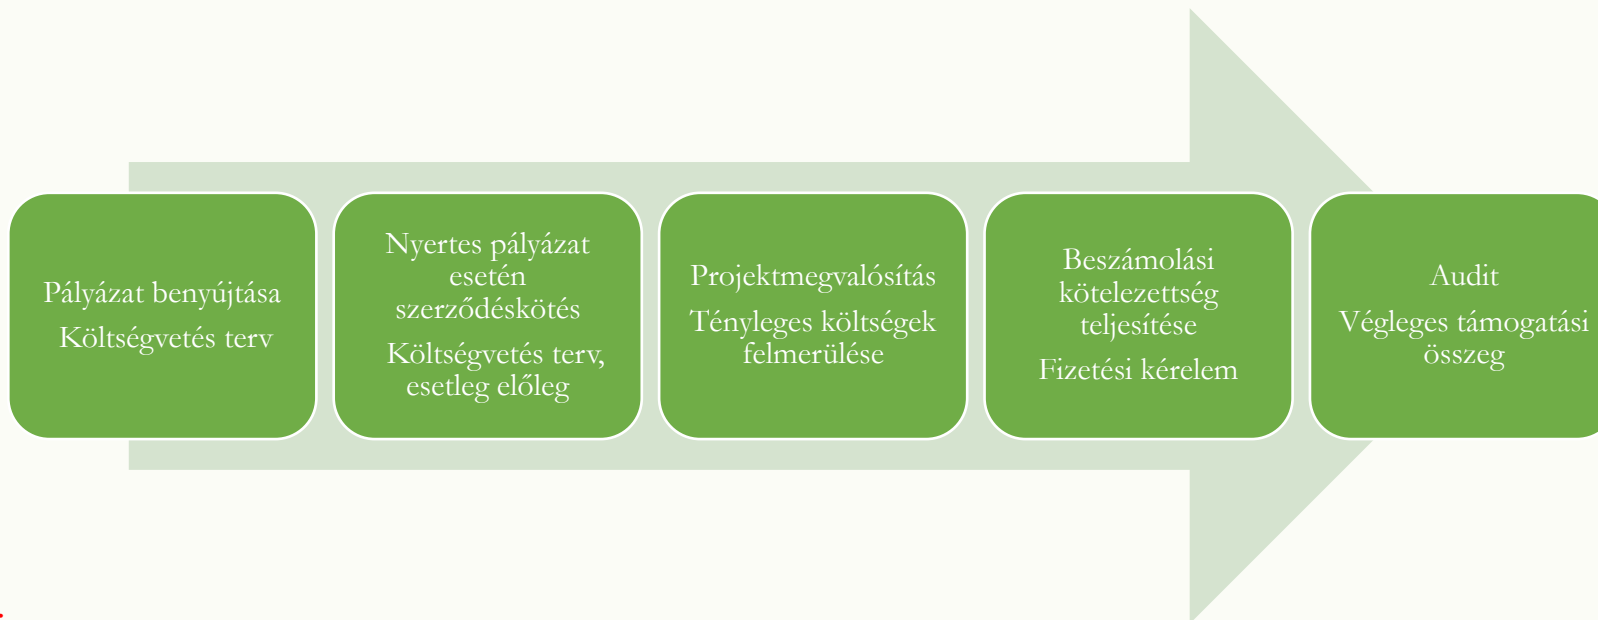 Pályázat benyújtása
Költségvetés terv
Nyertes pályázat
esetén
szerződéskötés
Költségvetés terv,
esetleg előleg
Projektmegvalósítás
Tényleges költségek
felmerülése
Beszámolási
kötelezettség
teljesítése
Fizetési kérelem
Audit
Végleges támogatási
összeg